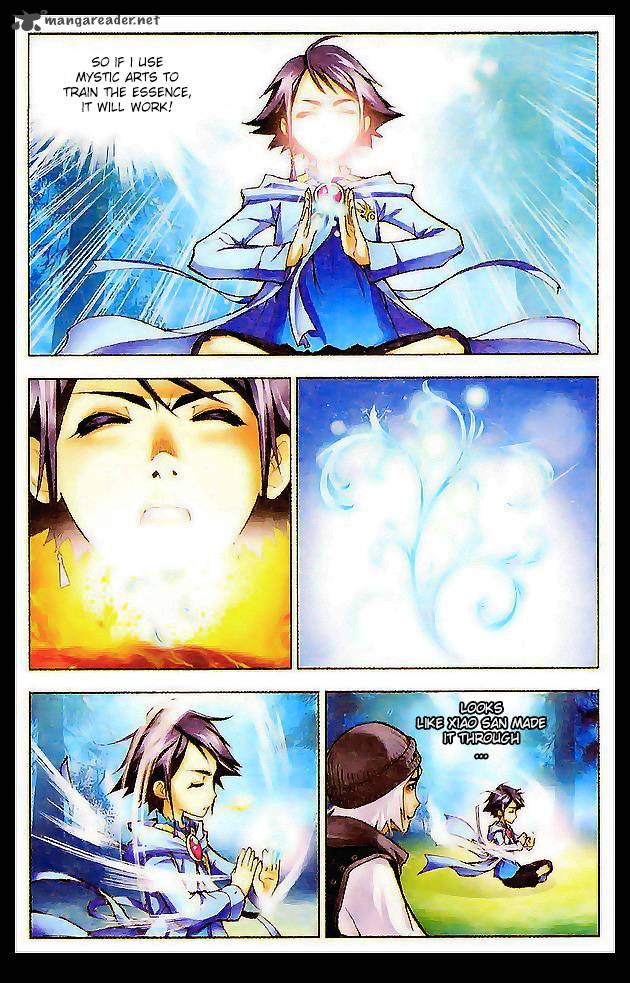 mangareader.net
SO IF I USE
MYSTIC ARTS TO
TRAIN THE ESSENCE,
IT WILL WORK!
LOOKS
LIKE XIAO SAN MADE
IT THROUGH
...